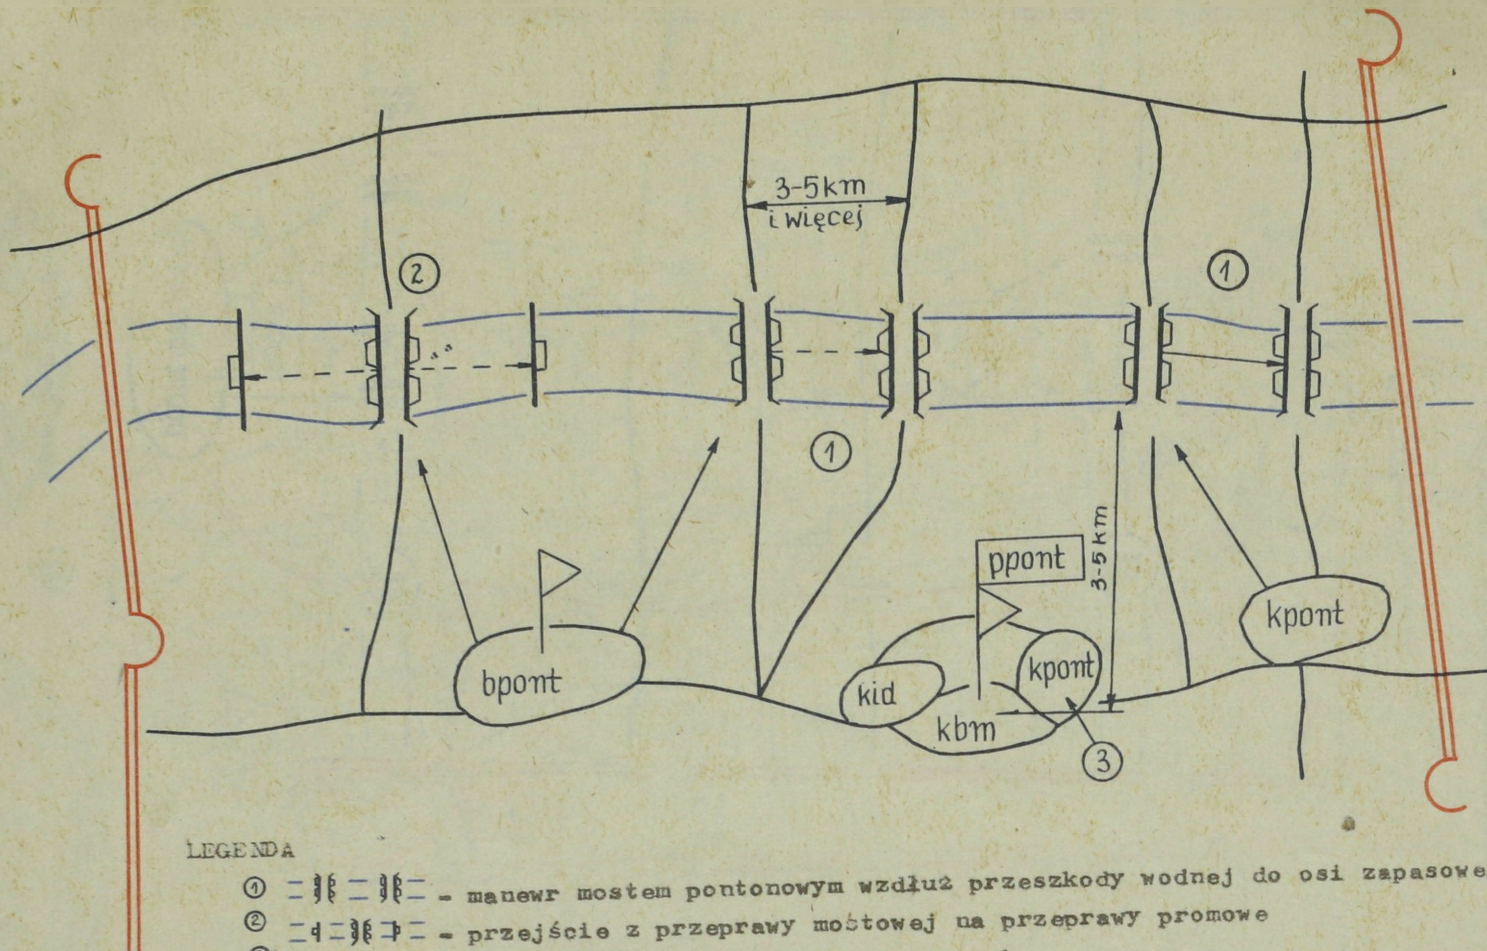 3-5km
i więcej
②
①
①
ppont
3-5km
kpont
bpont
kid
kpont
kbm
③
LEGENDA
① - manewr mostem pontonowym wzdłuż przeszkody wodnej do osi zapasowe
② - przejście z przeprawy mostowej na przeprawy promowe